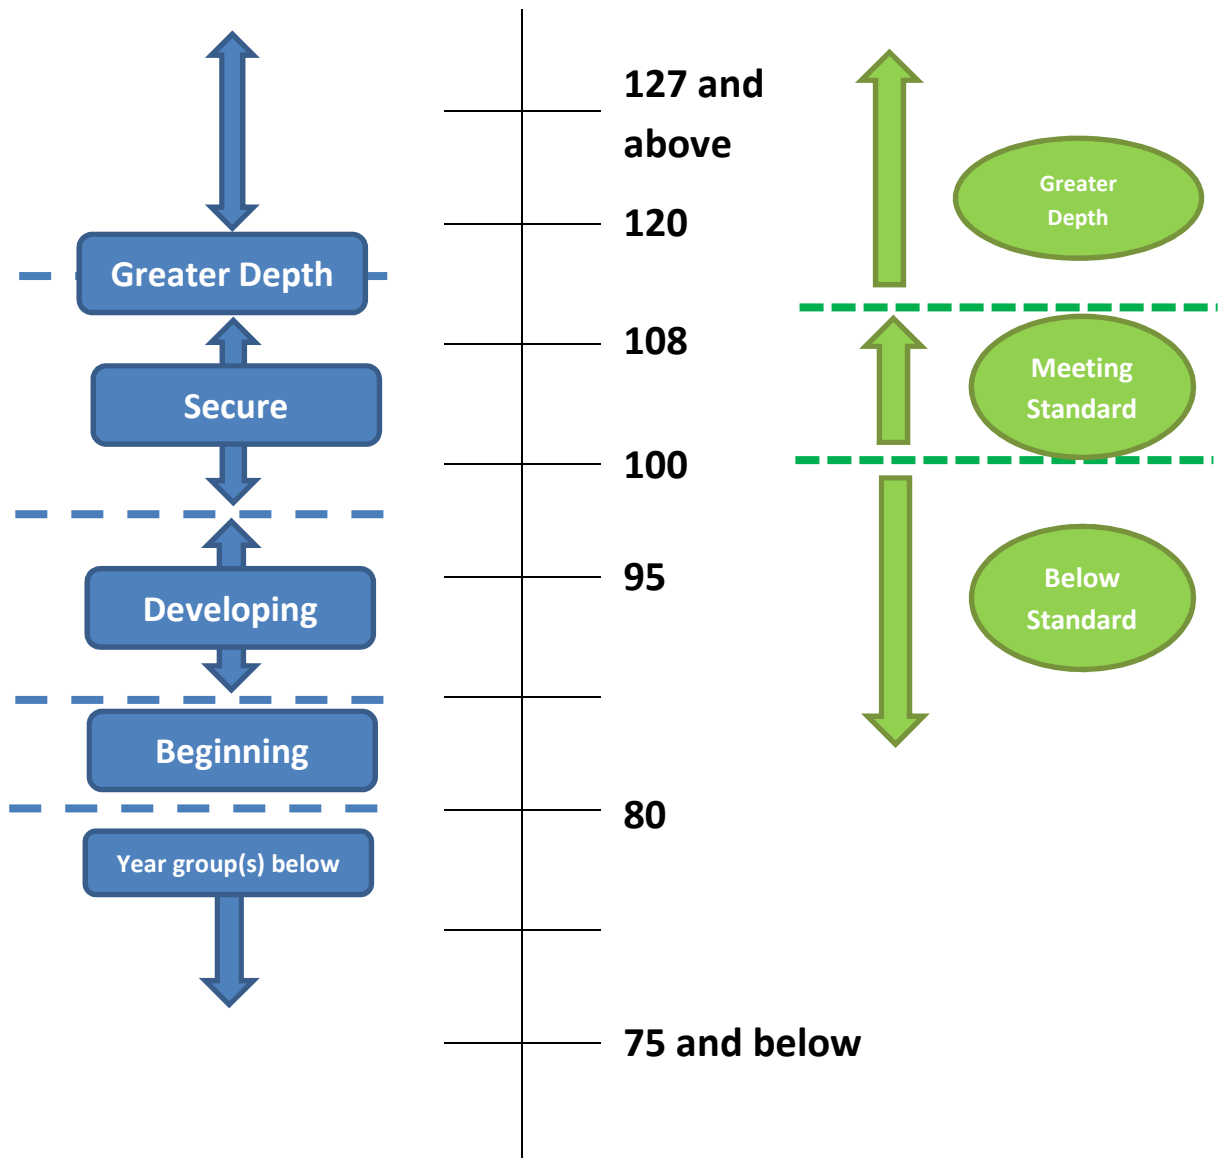 Greater Depth
Secure
Developing
Beginning
Year group(s) below
127 and
above
120
108
100
95
80
75 and below
Greater
Depth
Meeting
Standard
Below
Standard